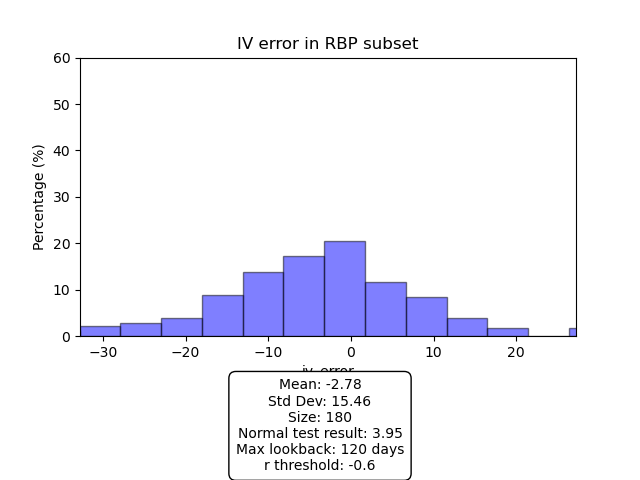 IV error in RBP subset
60
50
40
30
20
10
0
Percentage (%)
−30
−20
−10
0
10
20
iv_error
Mean: -2.78
Std Dev: 15.46
Size: 180
Normal test result: 3.95
Max lookback: 120 days
r threshold: -0.6